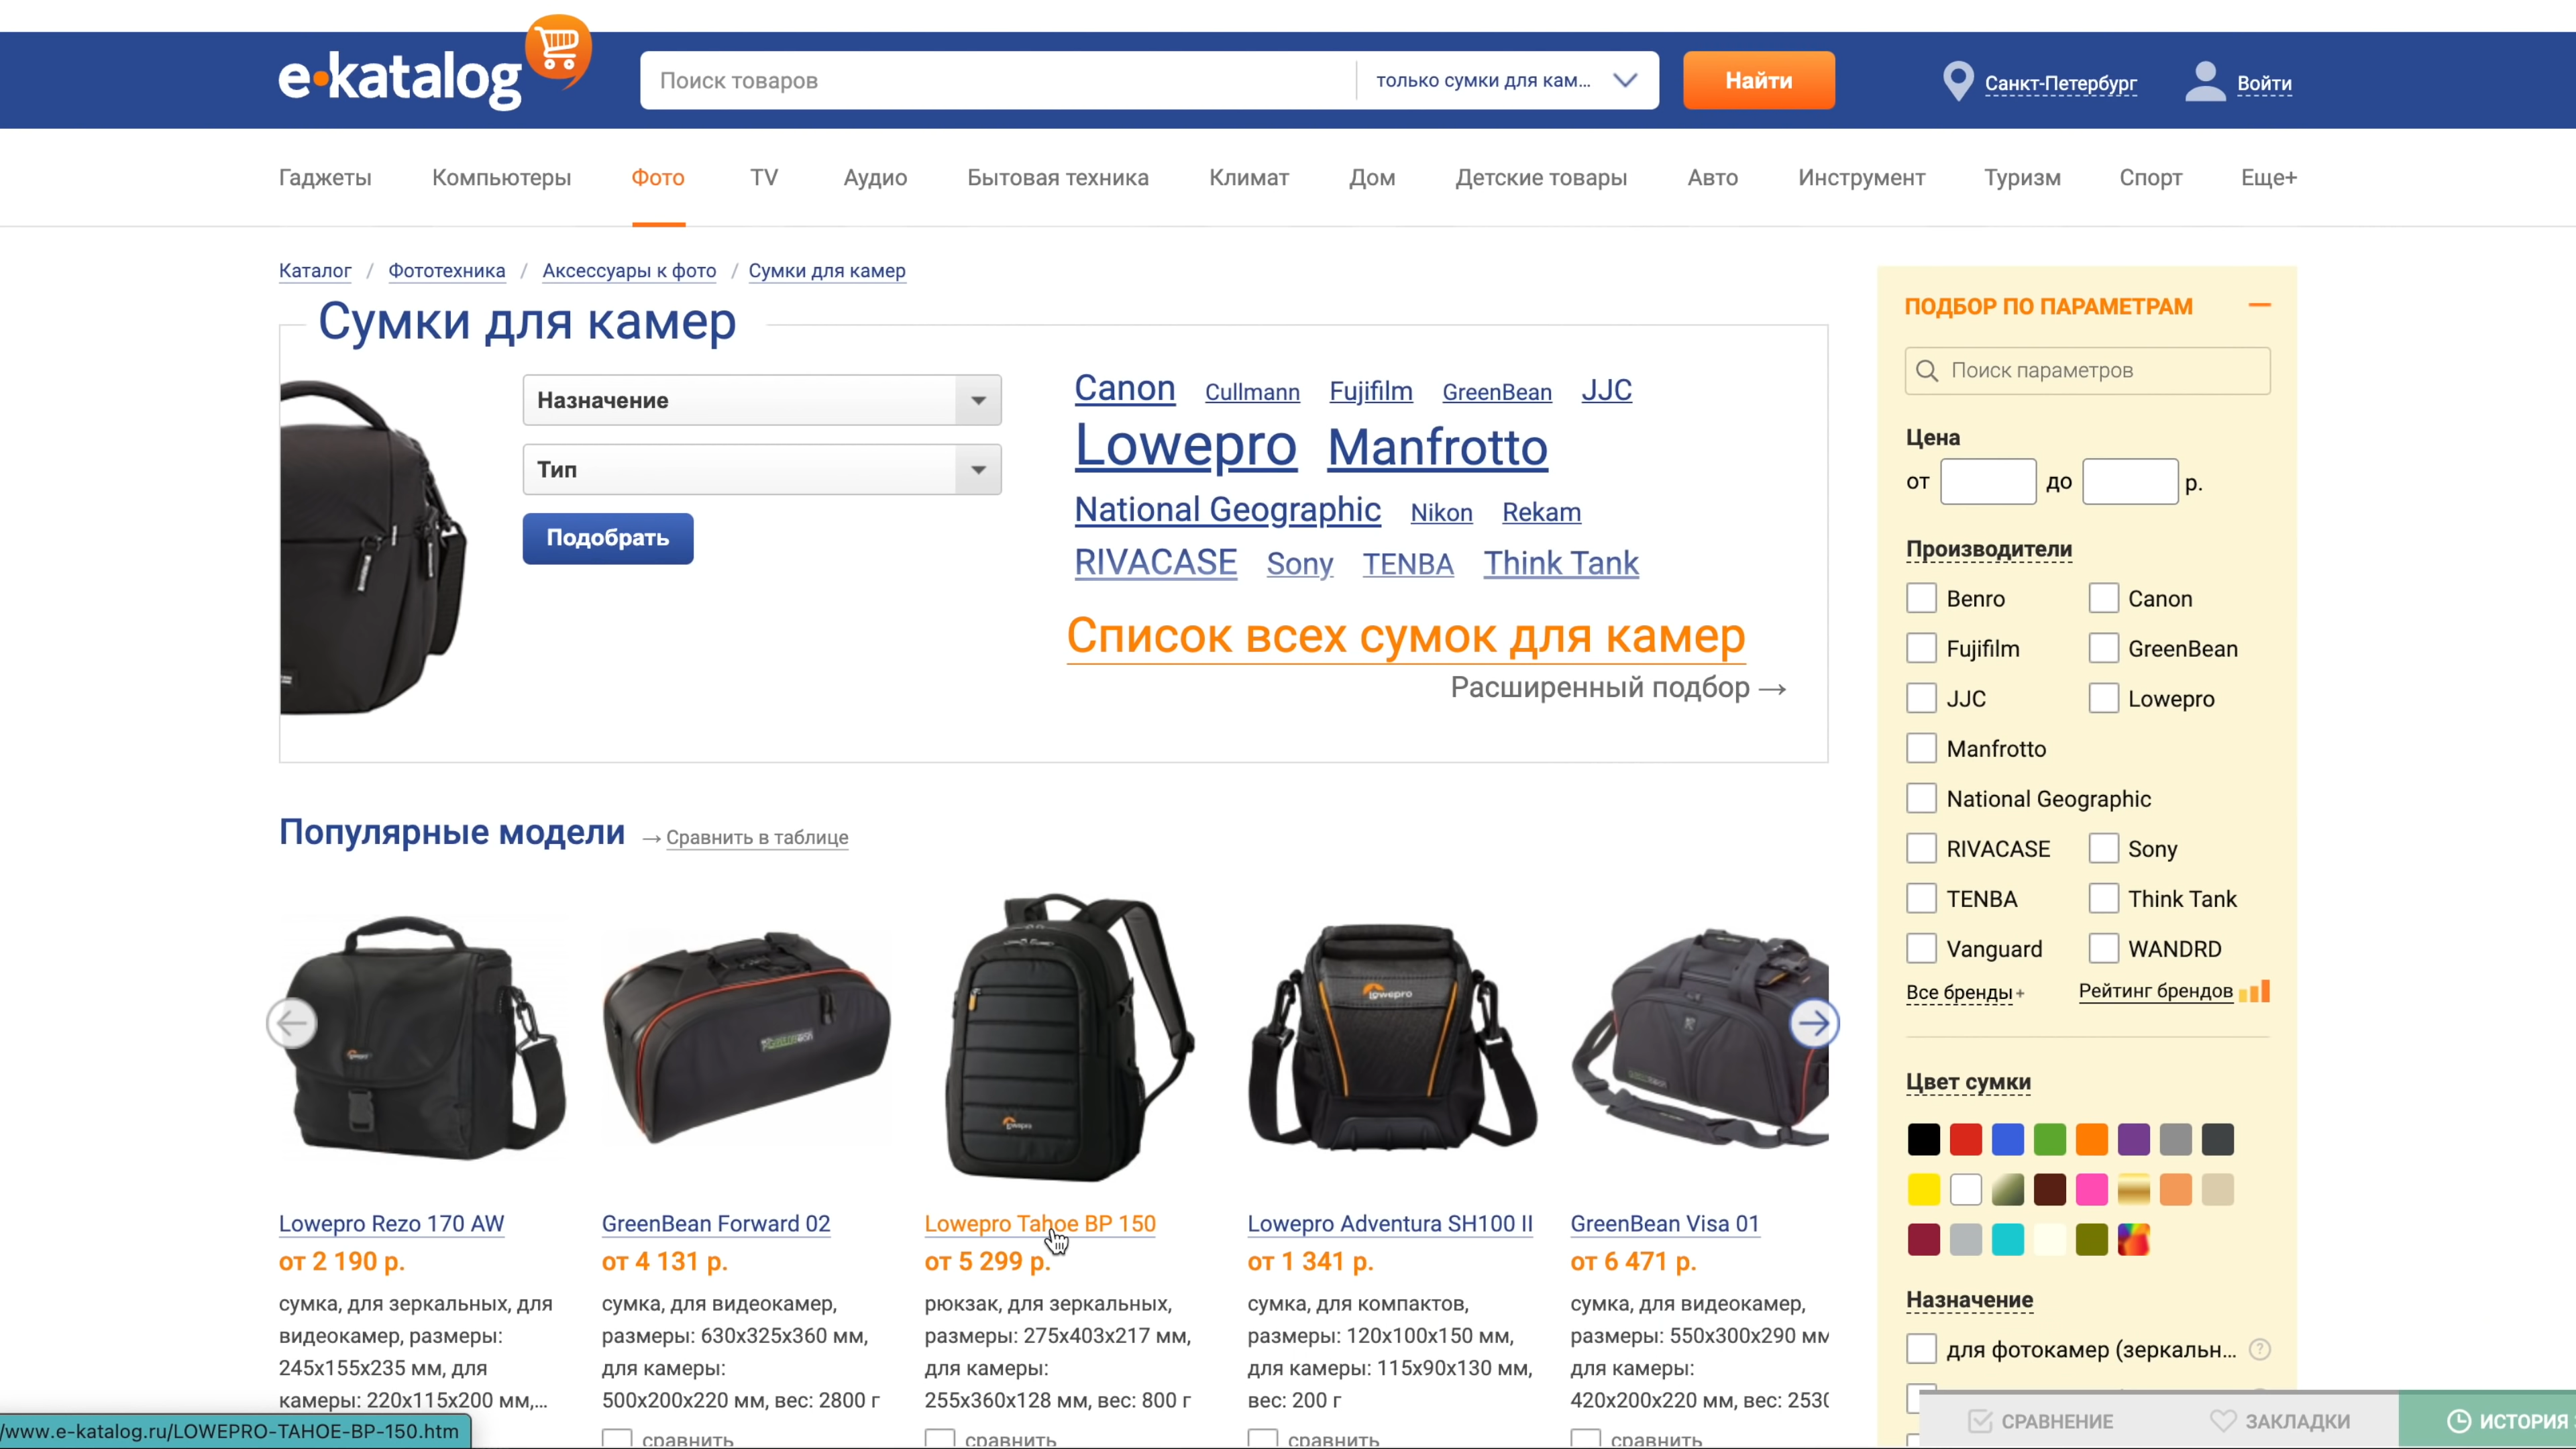 e·katalog
Поиск товаров
только сумки для кам...
Найти
Санкт-Петербург
Войти
Гаджеты Компьютеры Фото TV Аудио Бытовая техника Климат Дом Детские товары Авто Инструмент Туризм Спорт Еще+
Каталог / Фототехника / Аксессуары к фото / Сумки для камер
Сумки для камер
Назначение
Тип
Подобрать
Canon Cullmann Fujifilm GreenBean JJC
Lowepro Manfrotto
National Geographic Nikon Rekam
RIVACASE Sony TENBA Think Tank
Список всех сумок для камер
Расширенный подбор →
Популярные модели → Сравнить в таблице
Lowepro Rezo 170 AW
от 2 190 р.
сумка, для зеркальных, для
видеокамер, размеры:
245x155x235 мм, для
камеры: 220x115x200 мм,...
GreenBean Forward 02
от 4 131 р.
сумка, для видеокамер,
размеры: 630x325x360 мм,
для камеры:
500x200x220 мм, вес: 2800 г
сравнить
lowepro
Lowepro Tahoe BP 150
от 5 299 р.
рюкзак, для зеркальных,
размеры: 275x403x217 мм,
для камеры:
255x360x128 мм, вес: 800 г
сравнить
lowepro
Lowepro Adventura SH100 II
от 1 341 р.
сумка, для компактов,
размеры: 120x100x150 мм,
для камеры: 115x90x130 мм,
вес: 200 г
сравнить
GreenBean Visa 01
от 6 471 р.
сумка, для видеокамер,
размеры: 550x300x290 мм
для камеры:
420x200x220 мм, вес: 2530
сравнить
ПОДБОР ПО ПАРАМЕТРАМ
Поиск параметров
Цена
от до р.
Производители
Benro Canon
Fujifilm GreenBean
JJC Lowepro
Manfrotto
National Geographic
RIVACASE Sony
TENBA Think Tank
Vanguard WANDRD
Все бренды+ Рейтинг брендов
Цвет сумки
Назначение
для фотокамер (зеркальн... ?
СРАВНЕНИЕ ЗАКЛАДКИ ИСТОРИЯ
/www.e-katalog.ru/LOWEPRO-TAHOE-BP-150.htm